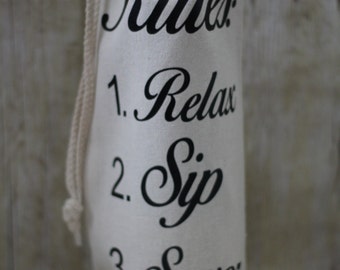 Rules:
1. Relax
2. Sip
3.